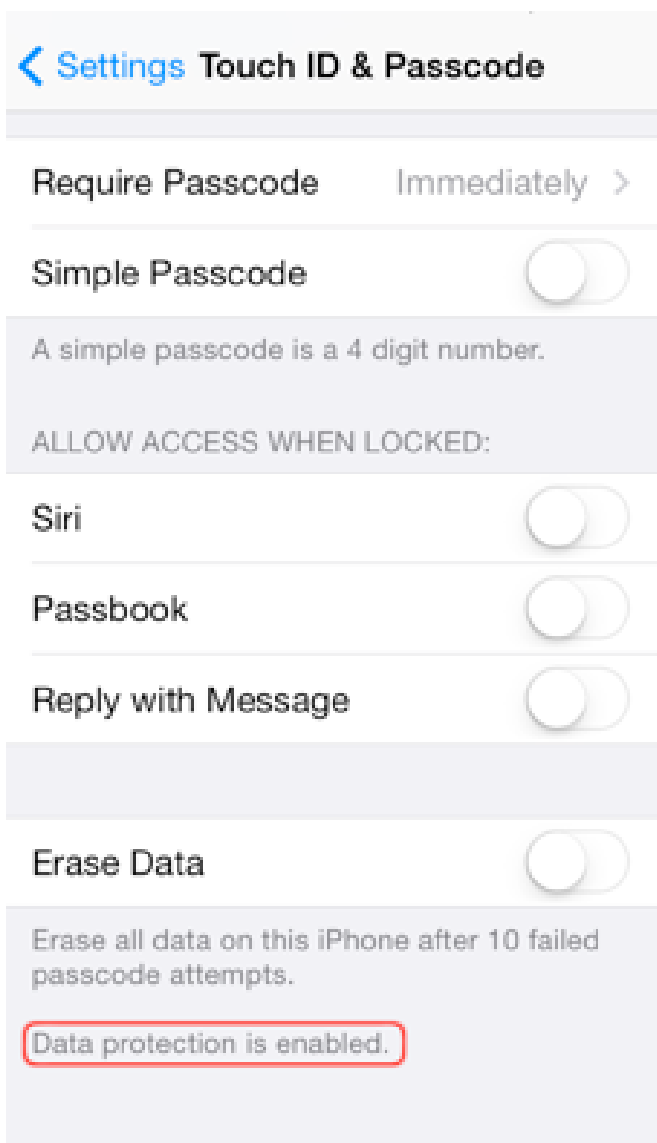 Settings Touch ID & Passcode
Require Passcode Immediately
Simple Passcode
A simple passcode is a 4 digit number.
ALLOW ACCESS WHEN LOCKED:
Siri
Passbook
Reply with Message
Erase Data
Erase all data on this iPhone after 10 failed
passcode attempts.
Data protection is enabled.